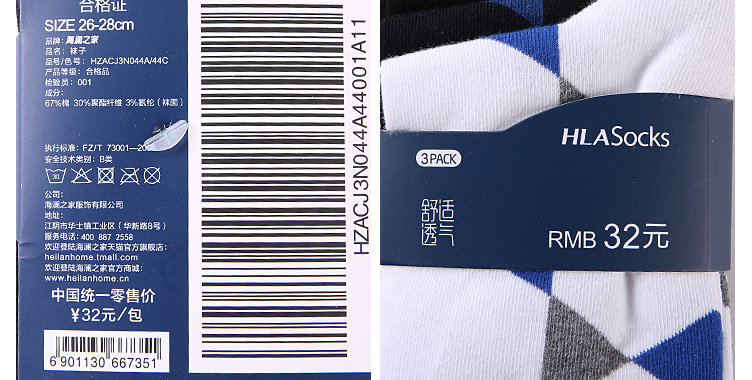 合格证
SIZE 26-28cm
品牌: 海澜之家
品名: 袜子
品号/色号: HZACJ3N044A/44C
产品等级: 合格品
检验员: 001
成分:
67%棉 30%聚酯纤维 3%氨纶(袜面)
执行标准: FZ/T 73001—20
安全技术类别: B类
30
公司:
海澜之家服饰有限公司
地址:
江阴市华士镇工业区(华新路8号)
服务电话: 400 887 2558
欢迎登陆海澜之家天猫官方旗舰店:
heilanhome.tmall.com
欢迎登陆海澜之家官方商城:
www.heilanhome.com
中国统一零售价
¥32元/包
6 901130 667351
HZACJ3N044A44001A11
HLASocks
3PACK
舒适
透气
RMB 32元